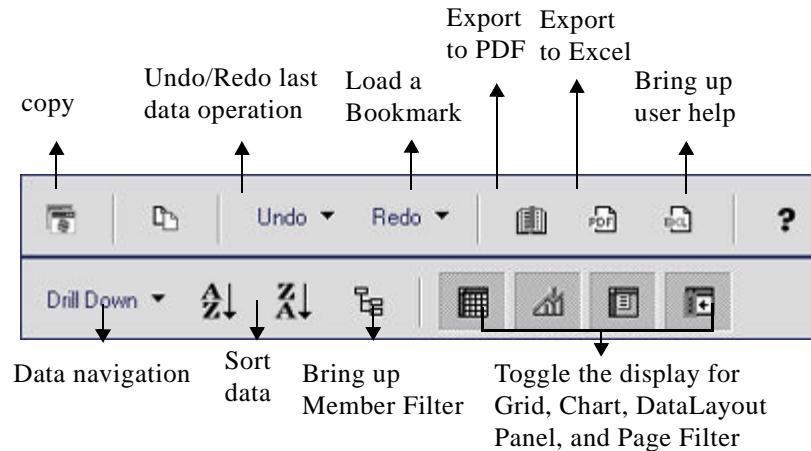 Export
to PDF
Export
to Excel
Undo/Redo last
data operation
Load a
Bookmark
Bring up
user help
copy
Undo
Redo
PDF
EXCL
?
Drill Down
A
Z
Z
A
Data navigation
Sort
data
Bring up
Member Filter
Toggle the display for
Grid, Chart, DataLayout
Panel, and Page Filter